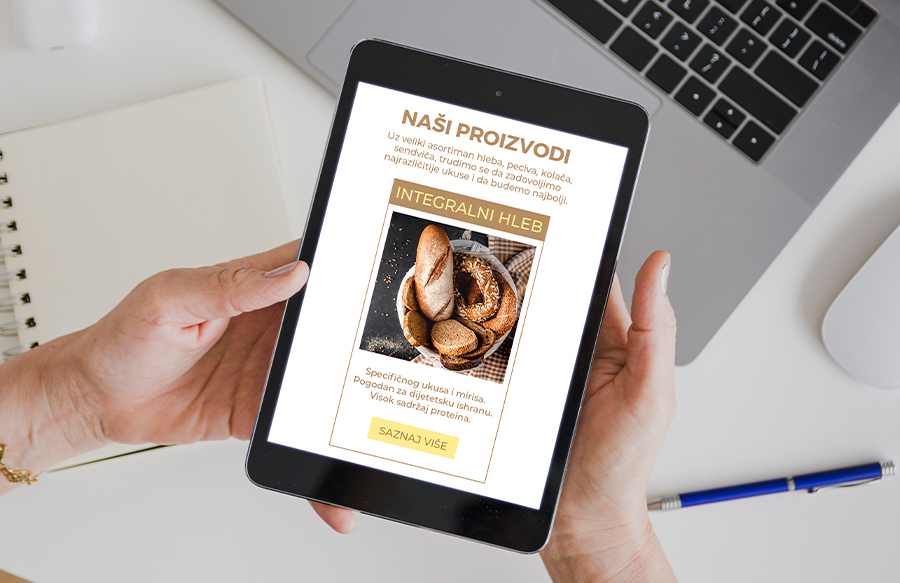 NAŠI PROIZVODI
Uz veliki asortiman hleba, peciva, kolača,
sendviča, trudimo se da zadovoljimo
najrazličitije ukuse i da budemo najbolji.
INTEGRALNI HLEB
Specifičnog ukusa i mirisa.
Pogodan za dijetetsku ishranu.
Visok sadržaj proteina.
SAZNAJ VIŠE